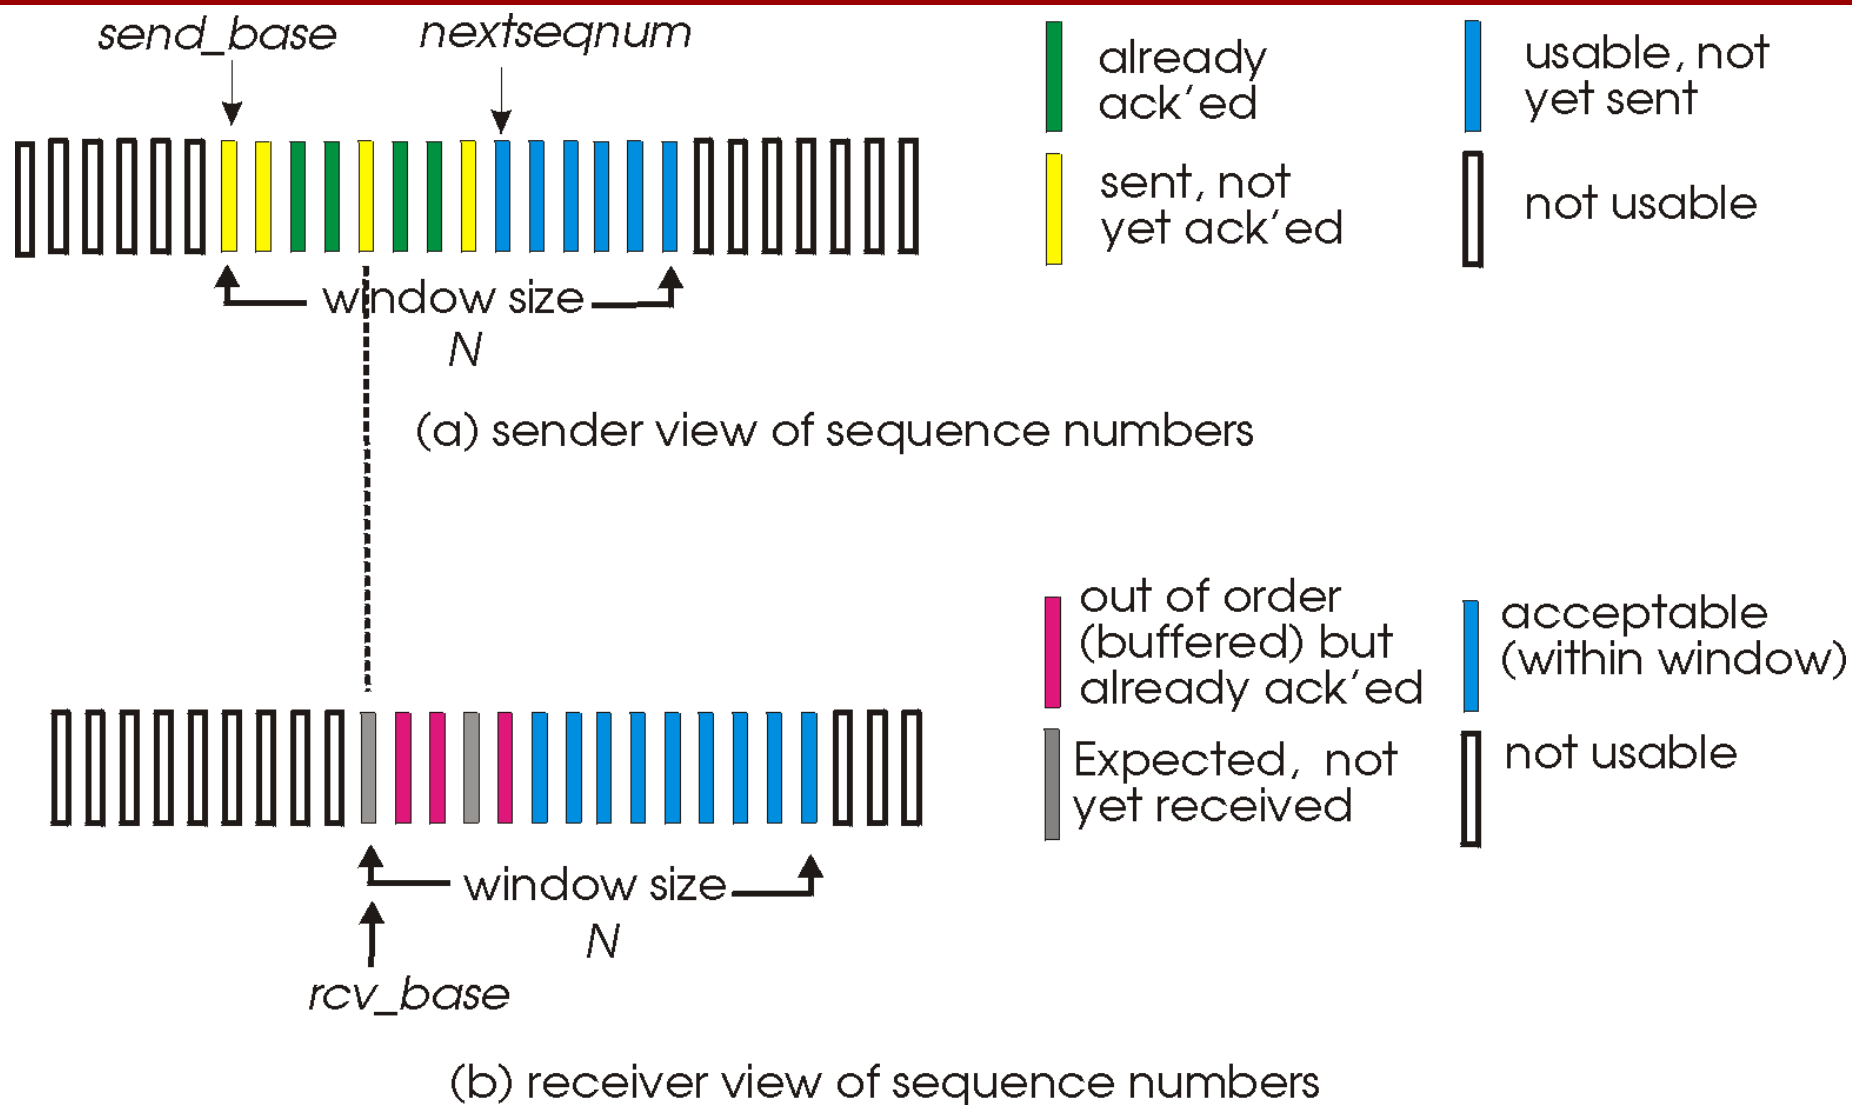 send_base
nextseqnum
already
ack'ed
usable, not
yet sent
sent, not
yet ack'ed
not usable
window size
N
(a) sender view of sequence numbers
out of order
(buffered) but
already ack'ed
acceptable
(within window)
Expected, not
yet received
not usable
window size
N
rcv_base
(b) receiver view of sequence numbers